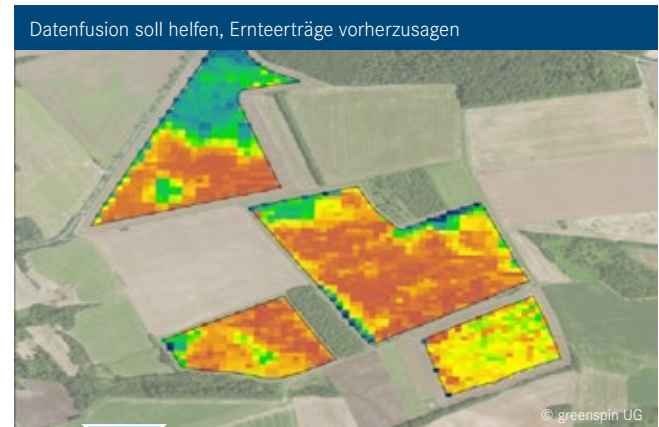 Datenfusion soll helfen, Ernteerträge vorherzusagen
© greenspin UG